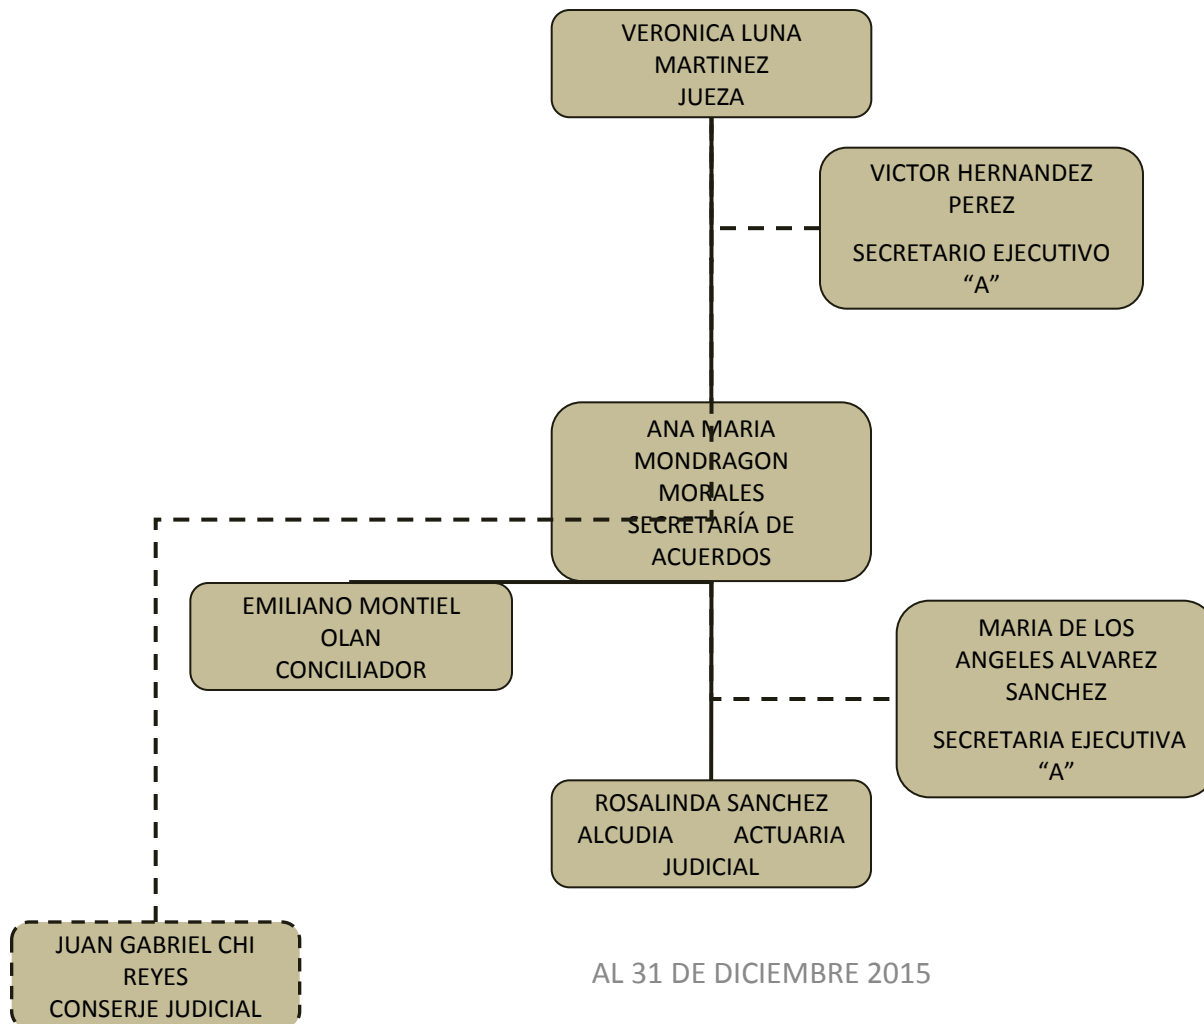 VERONICA LUNA
MARTINEZ
JUEZA
VICTOR HERNANDEZ
PEREZ
SECRETARIO EJECUTIVO
“A”
ANA MARIA
MONDRAGON
MORALES
SECRETARÍA DE
ACUERDOS
EMILIANO MONTIEL
OLAN
CONCILIADOR
MARIA DE LOS
ANGELES ALVAREZ
SANCHEZ
SECRETARIA EJECUTIVA
“A”
ROSALINDA SANCHEZ
ALCUDIA ACTUARIA
JUDICIAL
JUAN GABRIEL CHI
REYES
CONSERJE JUDICIAL
AL 31 DE DICIEMBRE 2015